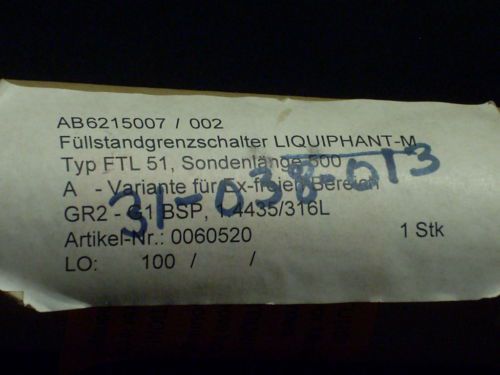 AB6215007 / 002
Füllstandgrenzschalter LIQUIPHANT-M
Typ FTL 51, Sondenlänge 500
A - Variante für Ex-freien Bereich
31-038-013
GR2 - G1 BSP, 1.4435/316L
Artikel-Nr.: 0060520 1 Stk
LO: 100 / /